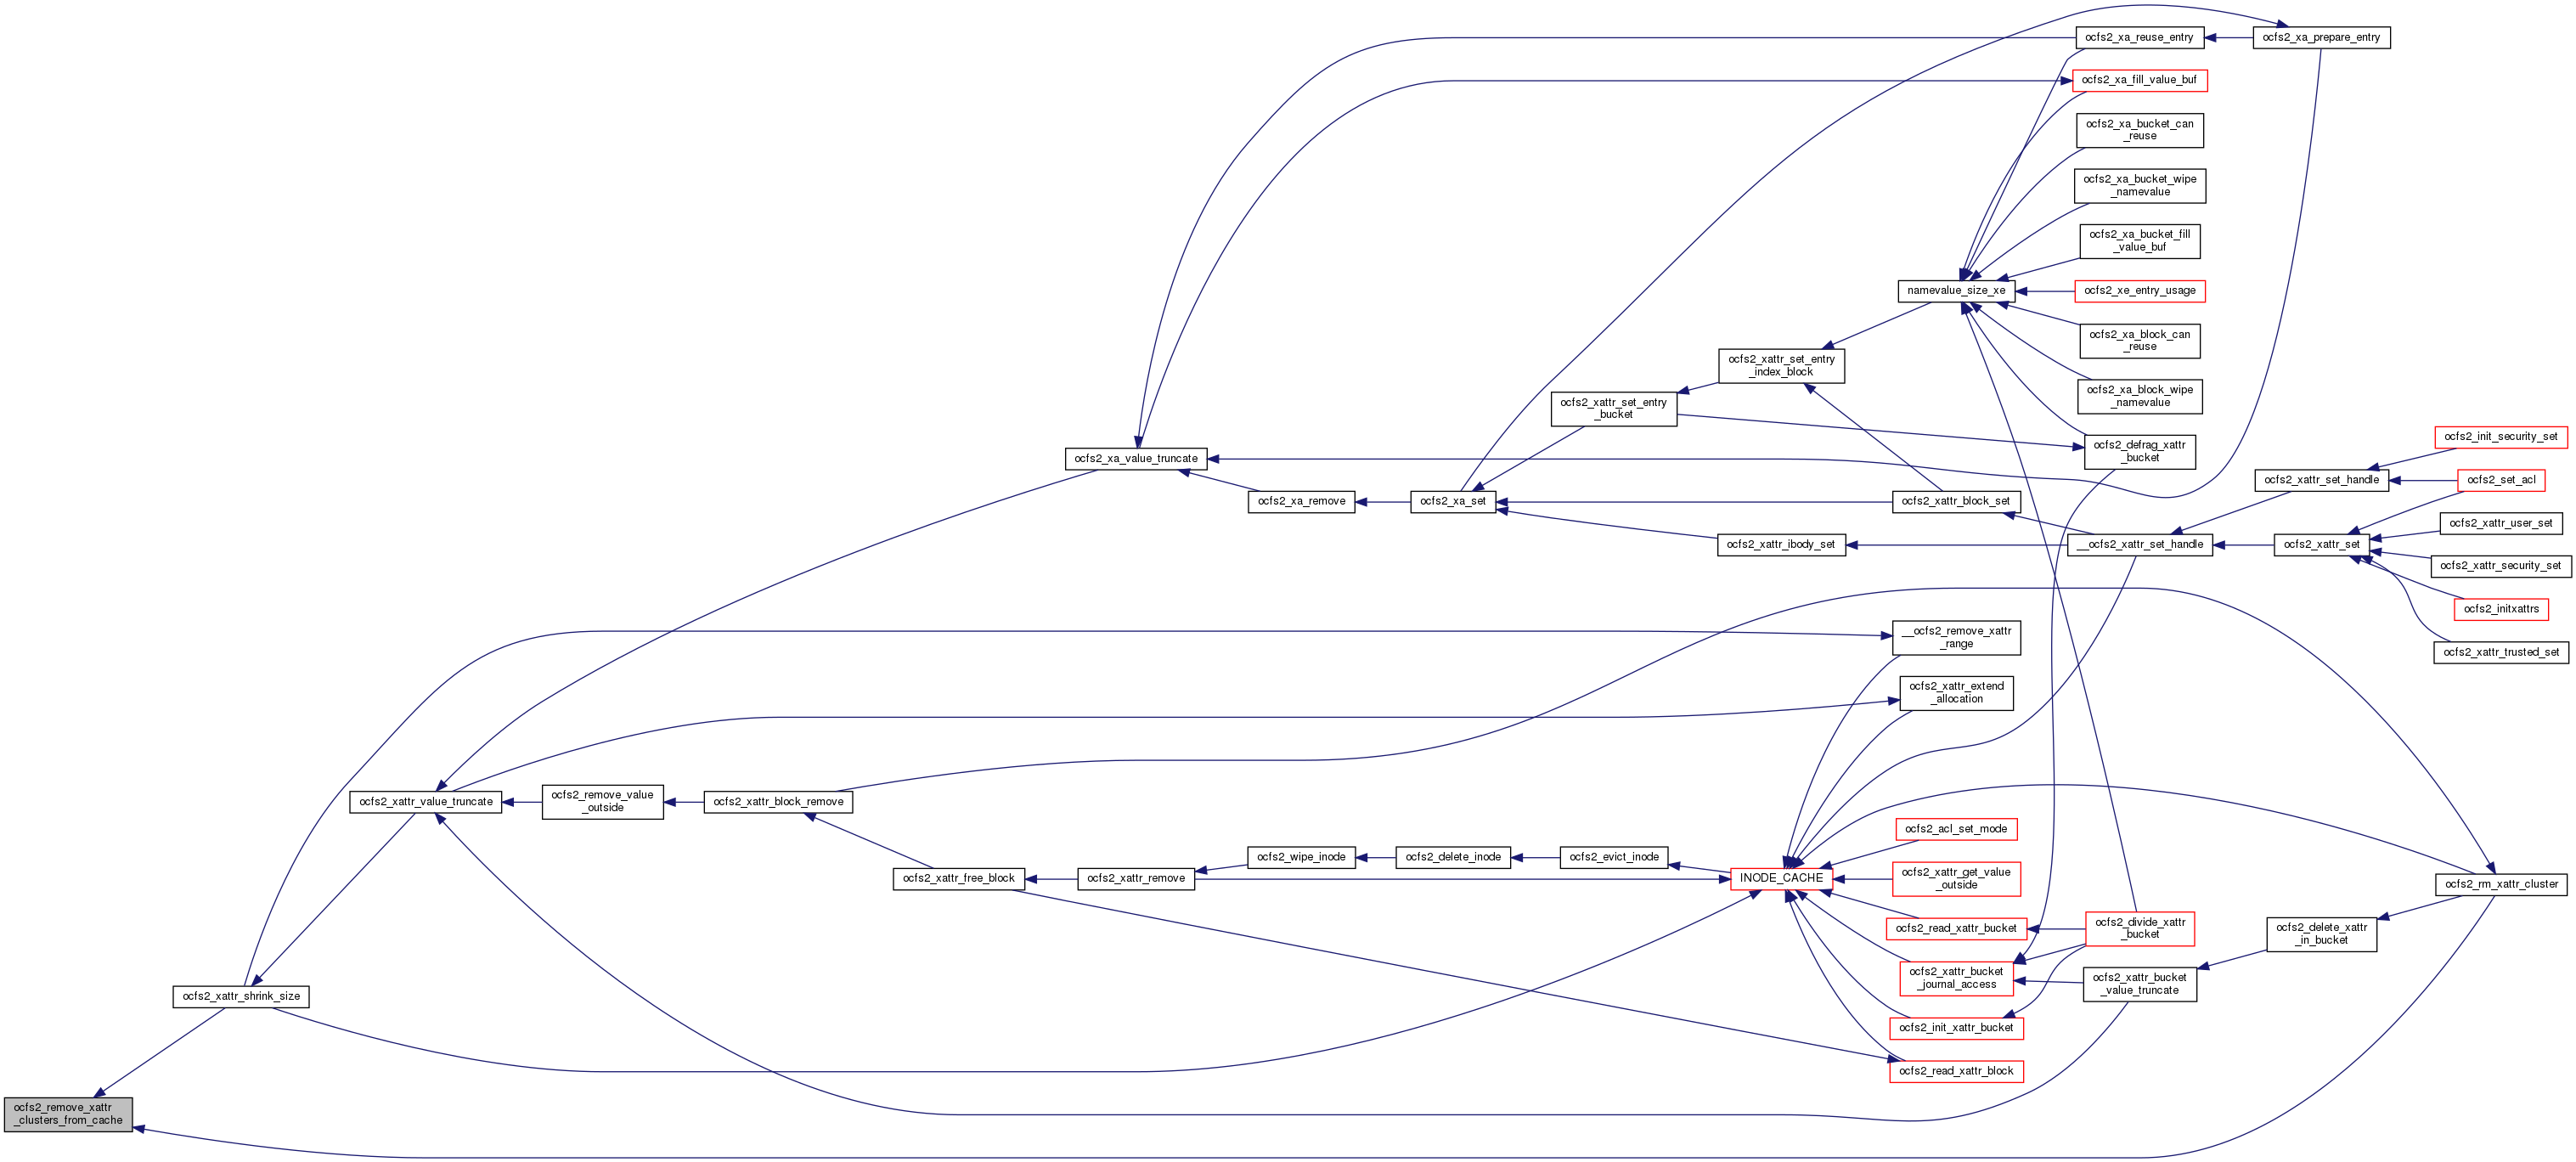 ocfs2_xa_reuse_entry
ocfs2_xa_prepare_entry
ocfs2_xa_fill_value_buf
ocfs2_xa_bucket_can
_reuse
ocfs2_xa_bucket_wipe
_namevalue
ocfs2_xa_bucket_fill
_value_buf
namevalue_size_xe
ocfs2_xe_entry_usage
ocfs2_xa_block_can
_reuse
ocfs2_xattr_set_entry
_index_block
ocfs2_xa_block_wipe
_namevalue
ocfs2_xattr_set_entry
_bucket
ocfs2_init_security_set
ocfs2_defrag_xattr
_bucket
ocfs2_xa_value_truncate
ocfs2_xattr_set_handle
ocfs2_set_acl
ocfs2_xa_remove
ocfs2_xa_set
ocfs2_xattr_block_set
ocfs2_xattr_user_set
ocfs2_xattr_ibody_set
__ocfs2_xattr_set_handle
ocfs2_xattr_set
ocfs2_xattr_security_set
ocfs2_initxattrs
__ocfs2_remove_xattr
_range
ocfs2_xattr_trusted_set
ocfs2_xattr_extend
_allocation
ocfs2_xattr_value_truncate
ocfs2_remove_value
_outside
ocfs2_xattr_block_remove
ocfs2_acl_set_mode
ocfs2_wipe_inode
ocfs2_delete_inode
ocfs2_evict_inode
ocfs2_xattr_free_block
ocfs2_xattr_remove
INODE_CACHE
ocfs2_xattr_get_value
_outside
ocfs2_rm_xattr_cluster
ocfs2_read_xattr_bucket
ocfs2_divide_xattr
_bucket
ocfs2_delete_xattr
_in_bucket
ocfs2_xattr_bucket
_journal_access
ocfs2_xattr_bucket
_value_truncate
ocfs2_xattr_shrink_size
ocfs2_init_xattr_bucket
ocfs2_read_xattr_block
ocfs2_remove_xattr
_clusters_from_cache